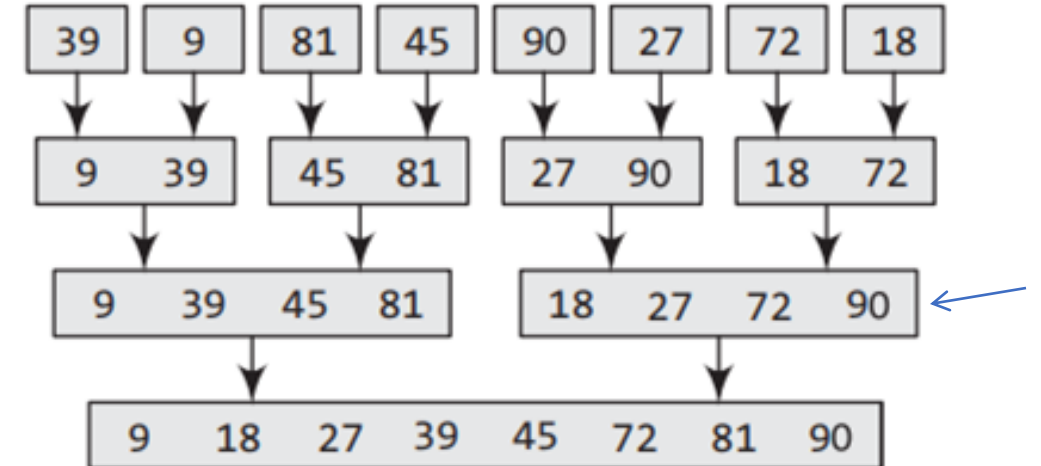 39 9 81 45 90 27 72 18
9 39 45 81 27 90 18 72
9 39 45 81 18 27 72 90
9 18 27 39 45 72 81 90